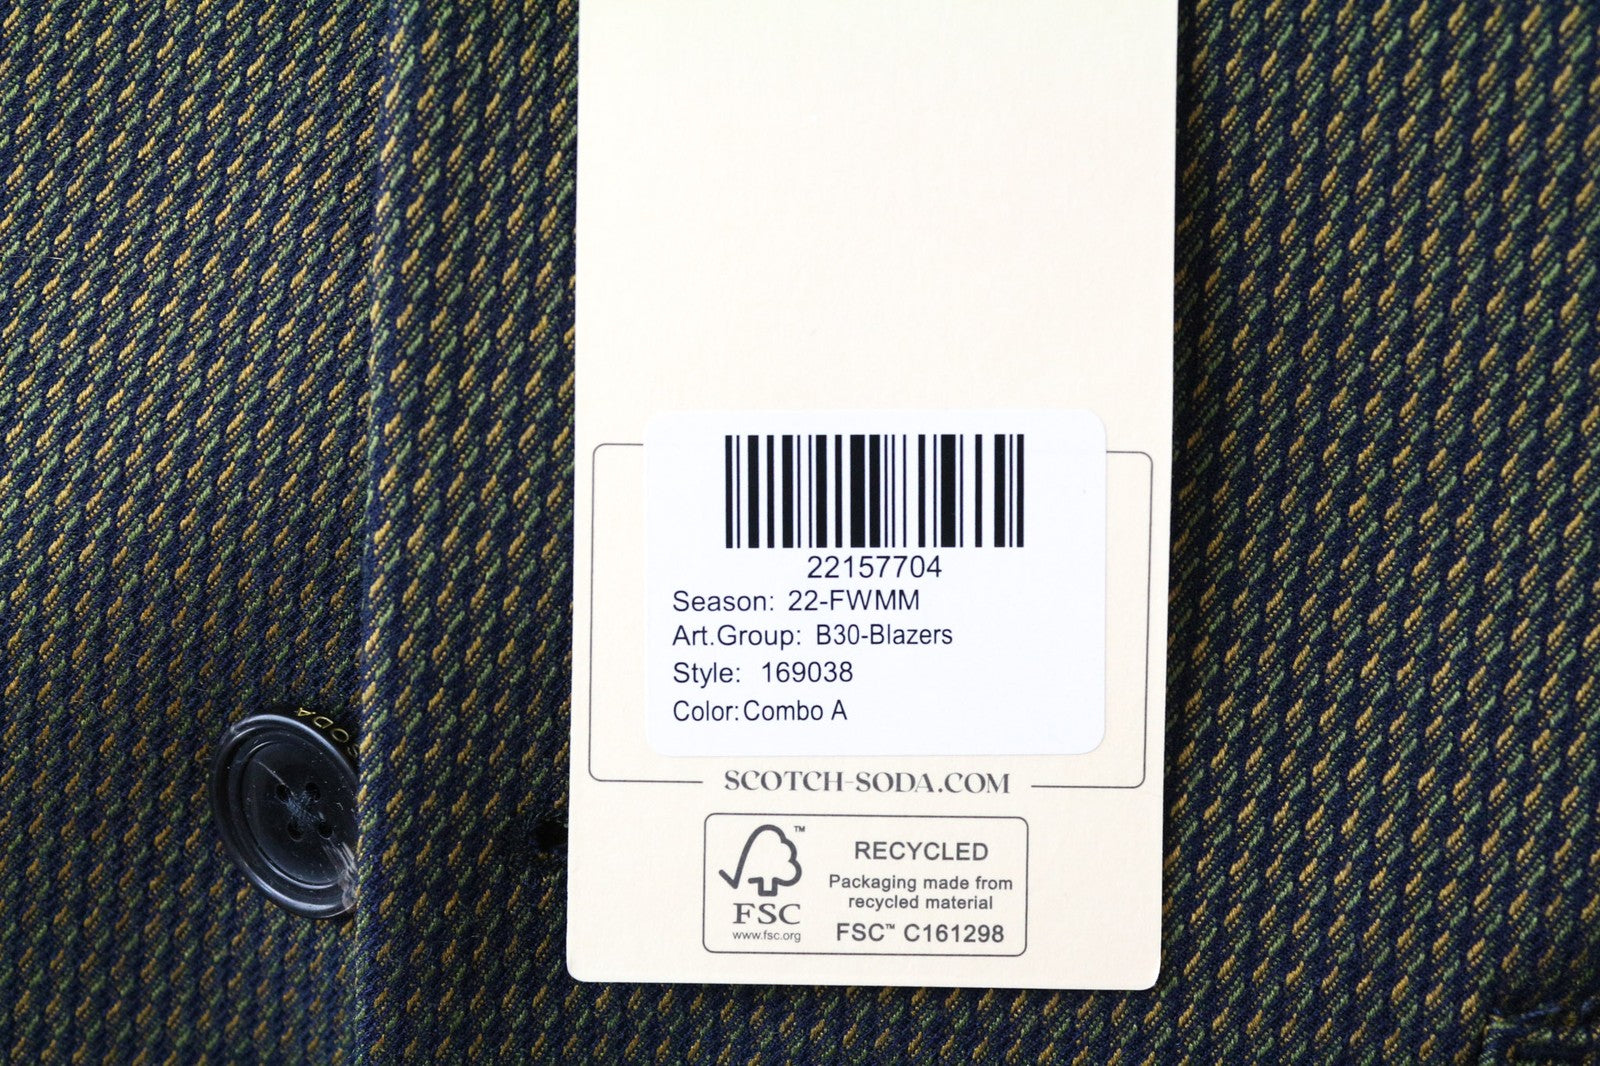 22157704
Season: 22-FWMM
Art.Group: B30-Blazers
Style: 169038
Color:Combo A
SCOTCH-SODA.COM
FSC
www.fsc.org
RECYCLED
Packaging made from
recycled material
FSC™ C161298
SODA